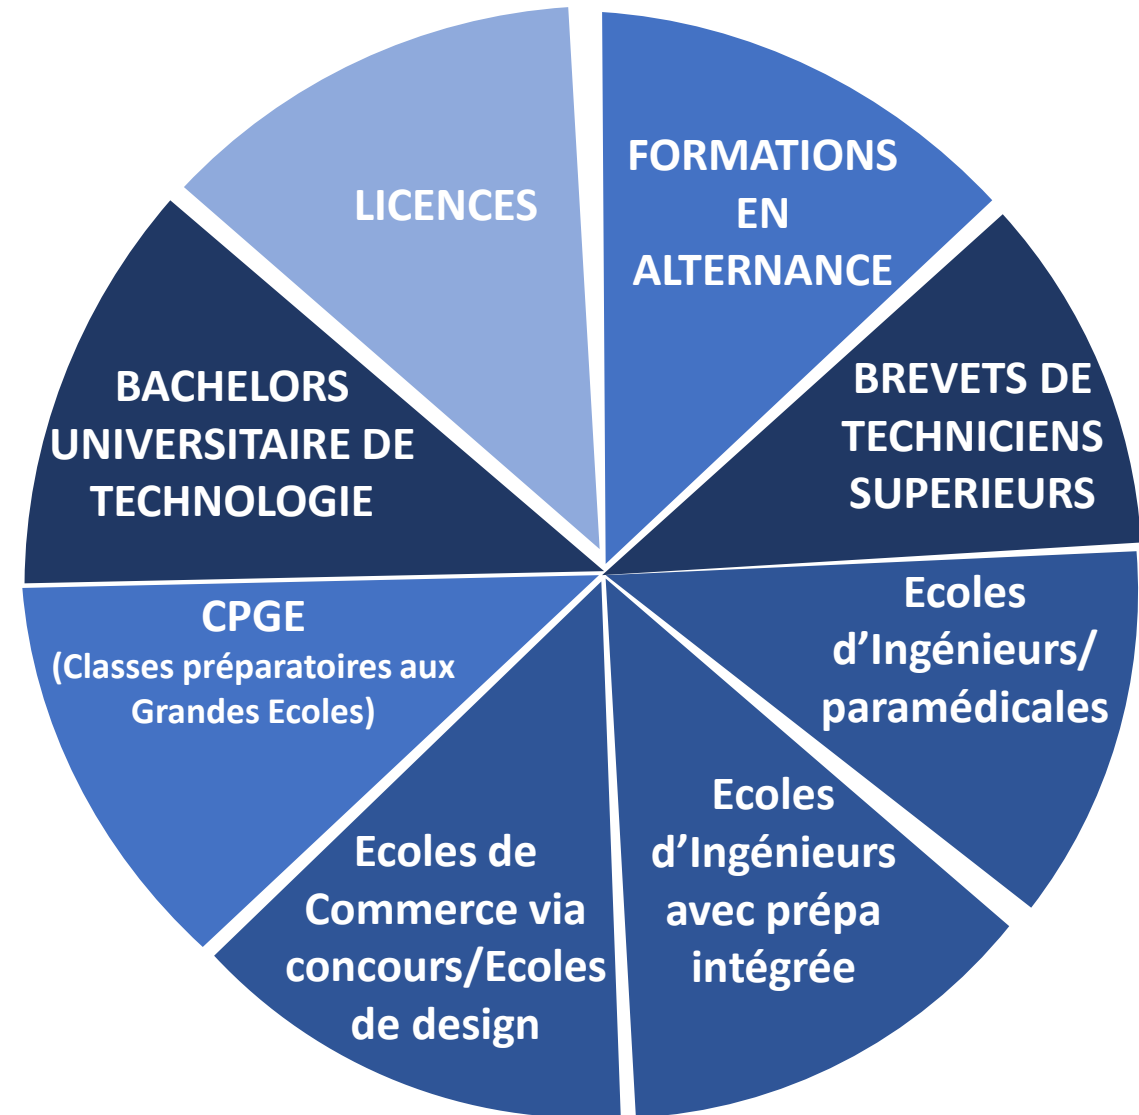 LICENCES
FORMATIONS
EN
ALTERNANCE
BREVETS DE
TECHNICIENS
SUPERIEURS
Ecoles
d’Ingénieurs/
paramédicales
Ecoles
d’Ingénieurs
avec prépa
intégrée
Ecoles de
Commerce via
concours/Ecoles
de design
CPGE
(Classes préparatoires aux
Grandes Ecoles)
BACHELORS
UNIVERSITAIRE DE
TECHNOLOGIE